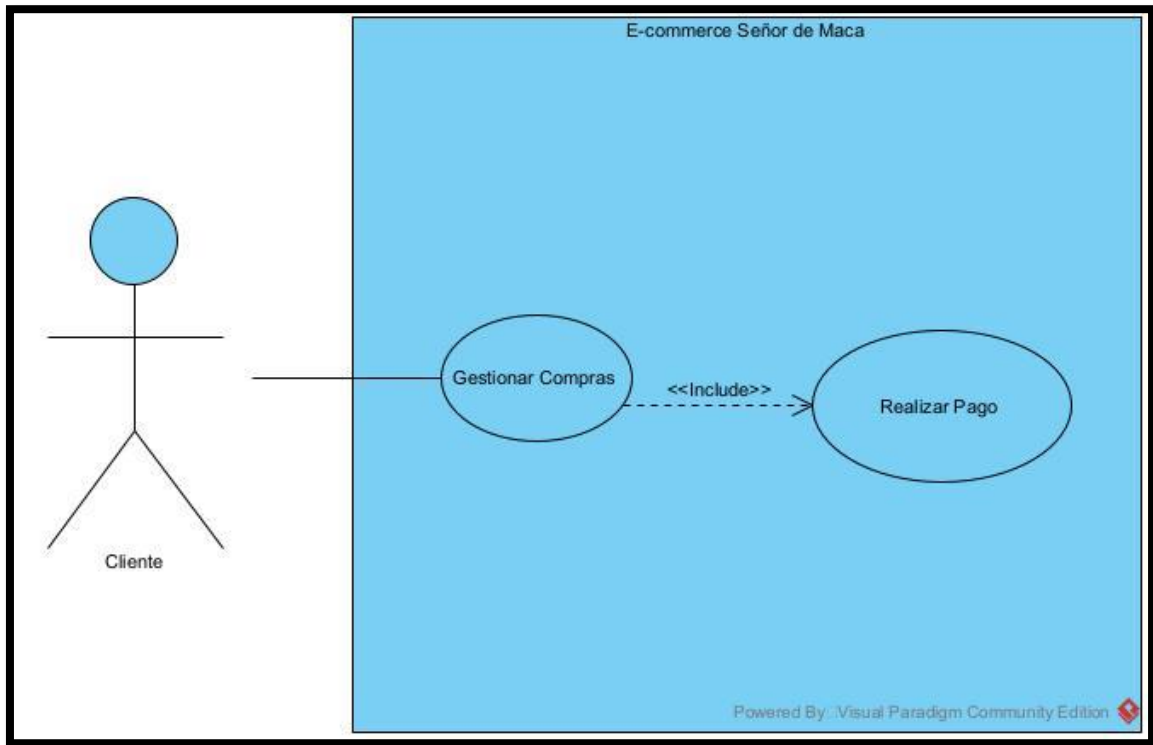 E-commerce Señor de Maca
Gestionar Compras
<<Include>>
Realizar Pago
Cliente
Powered By: Visual Paradigm Community Edition